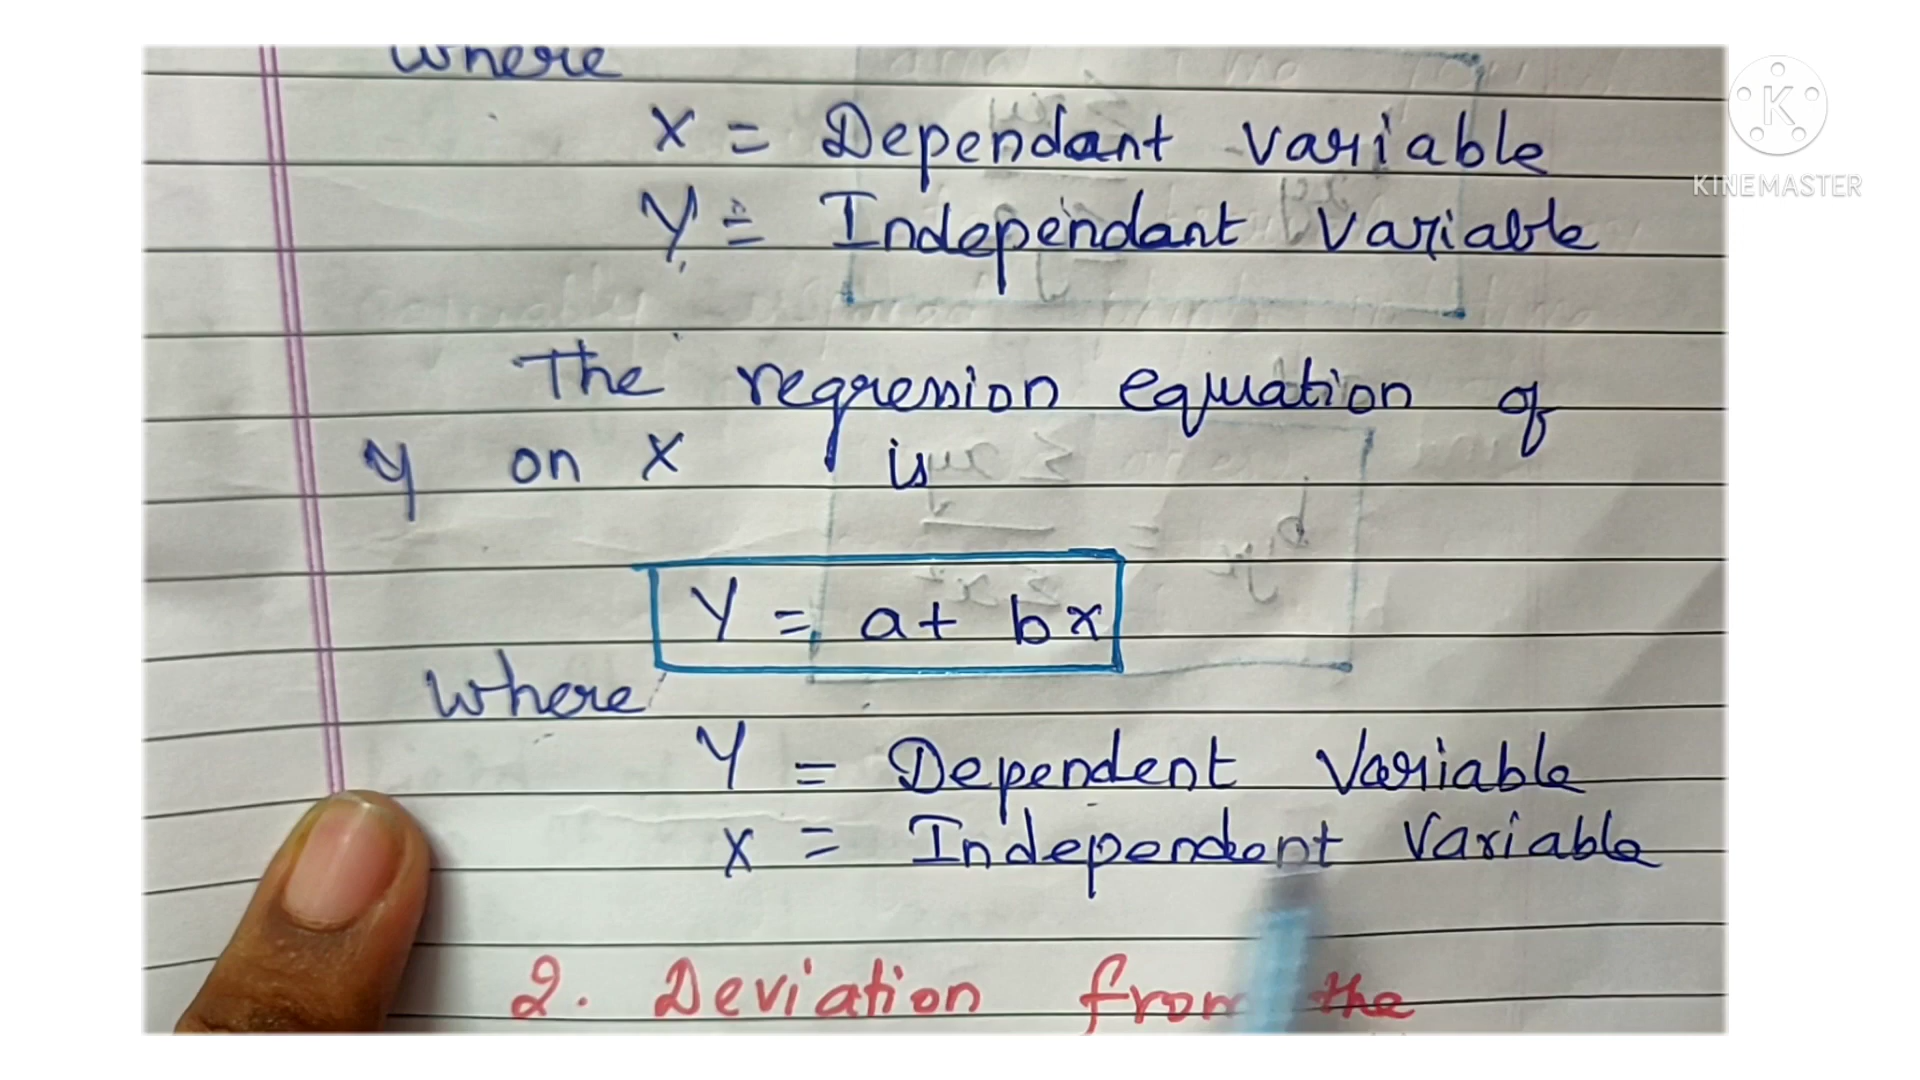 where
X = Dependant variable
Y = Independant variable
The regression equation of
y on X is
Y = a + bx
Where
Y = Dependent Variable
X = Independent Variable
2. Deviation from the
KINEMASTER